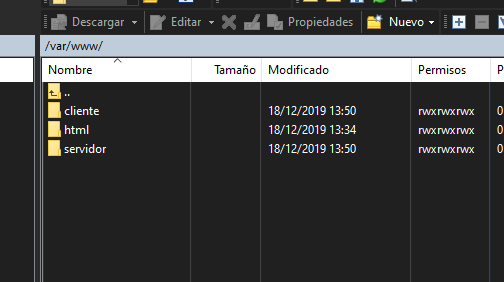 Descargar Editar Propiedades Nuevo
/var/www/
Nombre Tamaño Modificado Permisos P
..
cliente 18/12/2019 13:50 rwxrwxrwx 0
html 18/12/2019 13:34 rwxrwxrwx 0
servidor 18/12/2019 13:50 rwxrwxrwx 0